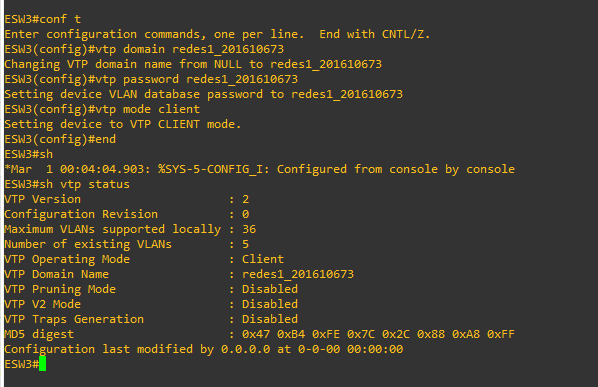 ESW3#conf t
Enter configuration commands, one per line.  End with CNTL/Z.
ESW3(config)#vtp domain redes1_201610673
Changing VTP domain name from NULL to redes1_201610673
ESW3(config)#vtp password redes1_201610673
Setting device VLAN database password to redes1_201610673
ESW3(config)#vtp mode client
Setting device to VTP CLIENT mode.
ESW3(config)#end
ESW3#sh
*Mar  1 00:04:04.903: %SYS-5-CONFIG_I: Configured from console by console
ESW3#sh vtp status
VTP Version                     : 2
Configuration Revision          : 0
Maximum VLANs supported locally : 36
Number of existing VLANs        : 5
VTP Operating Mode              : Client
VTP Domain Name                 : redes1_201610673
VTP Pruning Mode                : Disabled
VTP V2 Mode                     : Disabled
VTP Traps Generation            : Disabled
MD5 digest                      : 0x47 0xB4 0xFE 0x7C 0x2C 0x88 0xA8 0xFF
Configuration last modified by 0.0.0.0 at 0-0-00 00:00:00
ESW3#